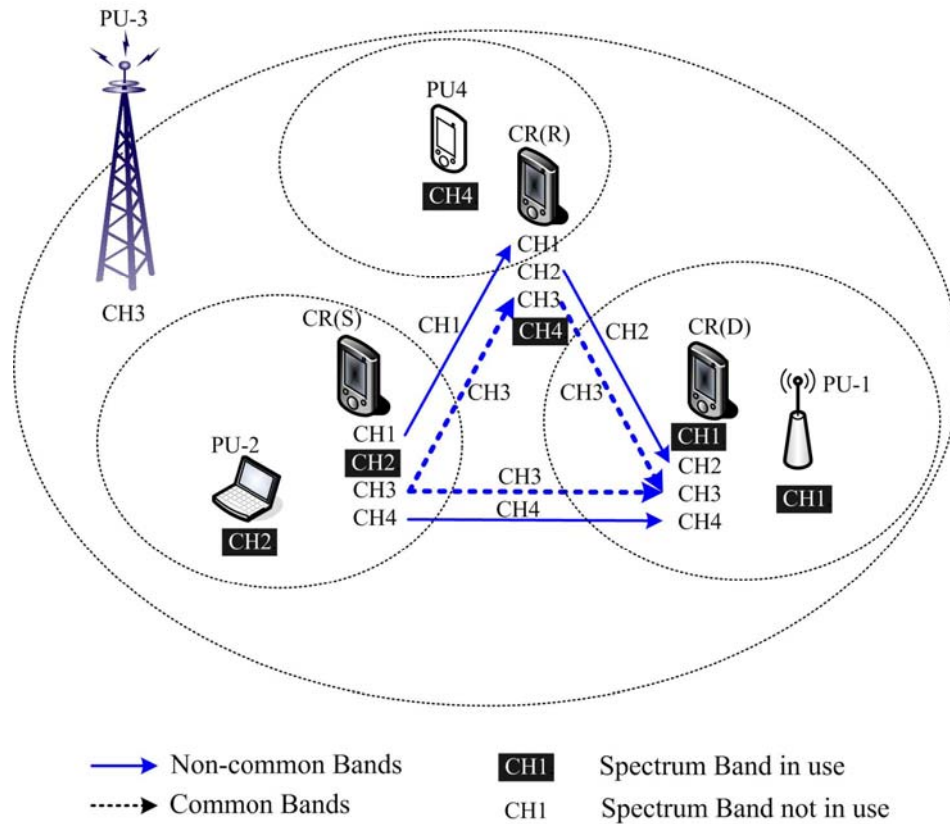 PU-3
PU4
CR(R)
CH4
CH1
CH2
CH3
CH4
CH3
CR(S)
CH1
CH2
CR(D)
CH3
CH3
PU-1
PU-2
CH1
CH2
CH3
CH4
CH3
CH4
CH1
CH2
CH3
CH4
CH1
CH2
Non-common Bands
CH1
Spectrum Band in use
Common Bands
CH1
Spectrum Band not in use